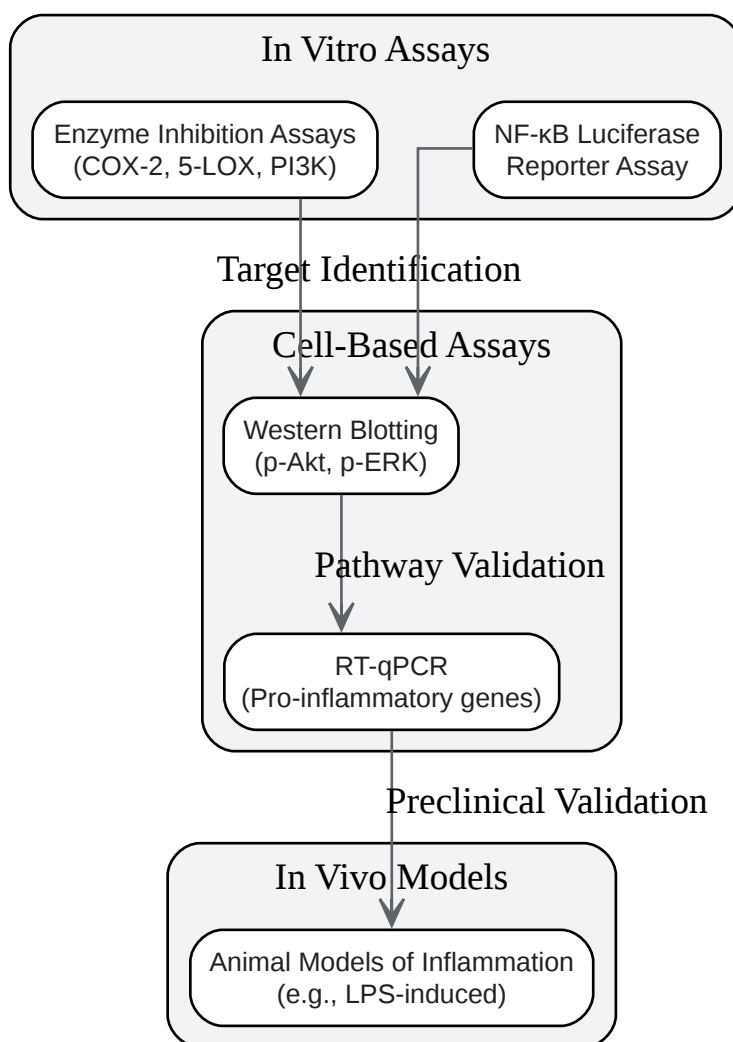 In Vitro Assays
Enzyme Inhibition Assays
(COX-2, 5-LOX, PI3K)
NF-κB Luciferase
Reporter Assay
Target Identification
Cell-Based Assays
Western Blotting
(p-Akt, p-ERK)
Pathway Validation
RT-qPCR
(Pro-inflammatory genes)
Preclinical Validation
In Vivo Models
Animal Models of Inflammation
(e.g., LPS-induced)